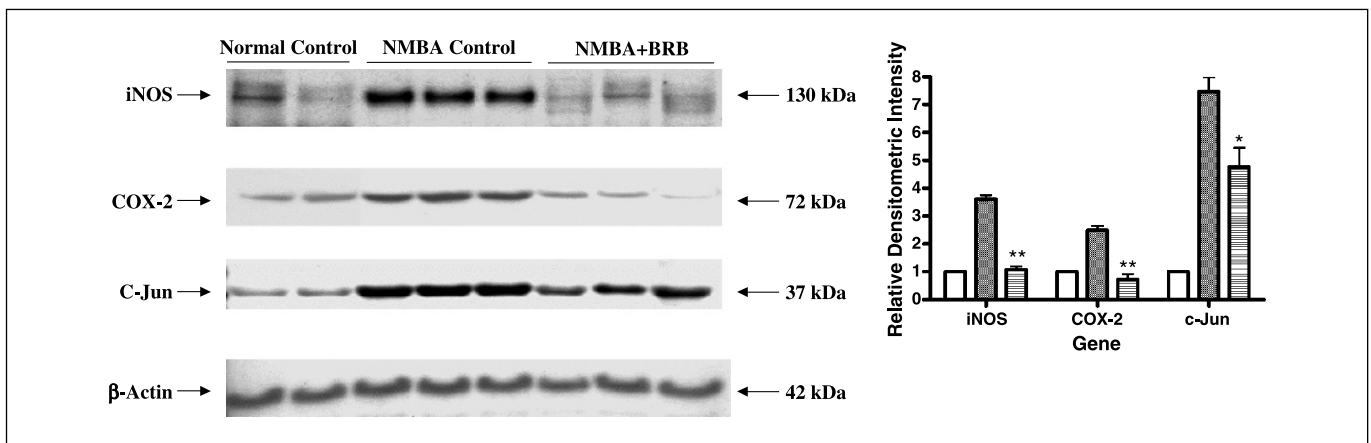 Normal Control NMBA Control NMBA+BRB
iNOS 130 kDa
COX-2 72 kDa
C-Jun 37 kDa
β-Actin 42 kDa
Relative Densitometric Intensity
8
7
6
5
4
3
2
1
0
**
**
*
iNOS COX-2 c-Jun
Gene